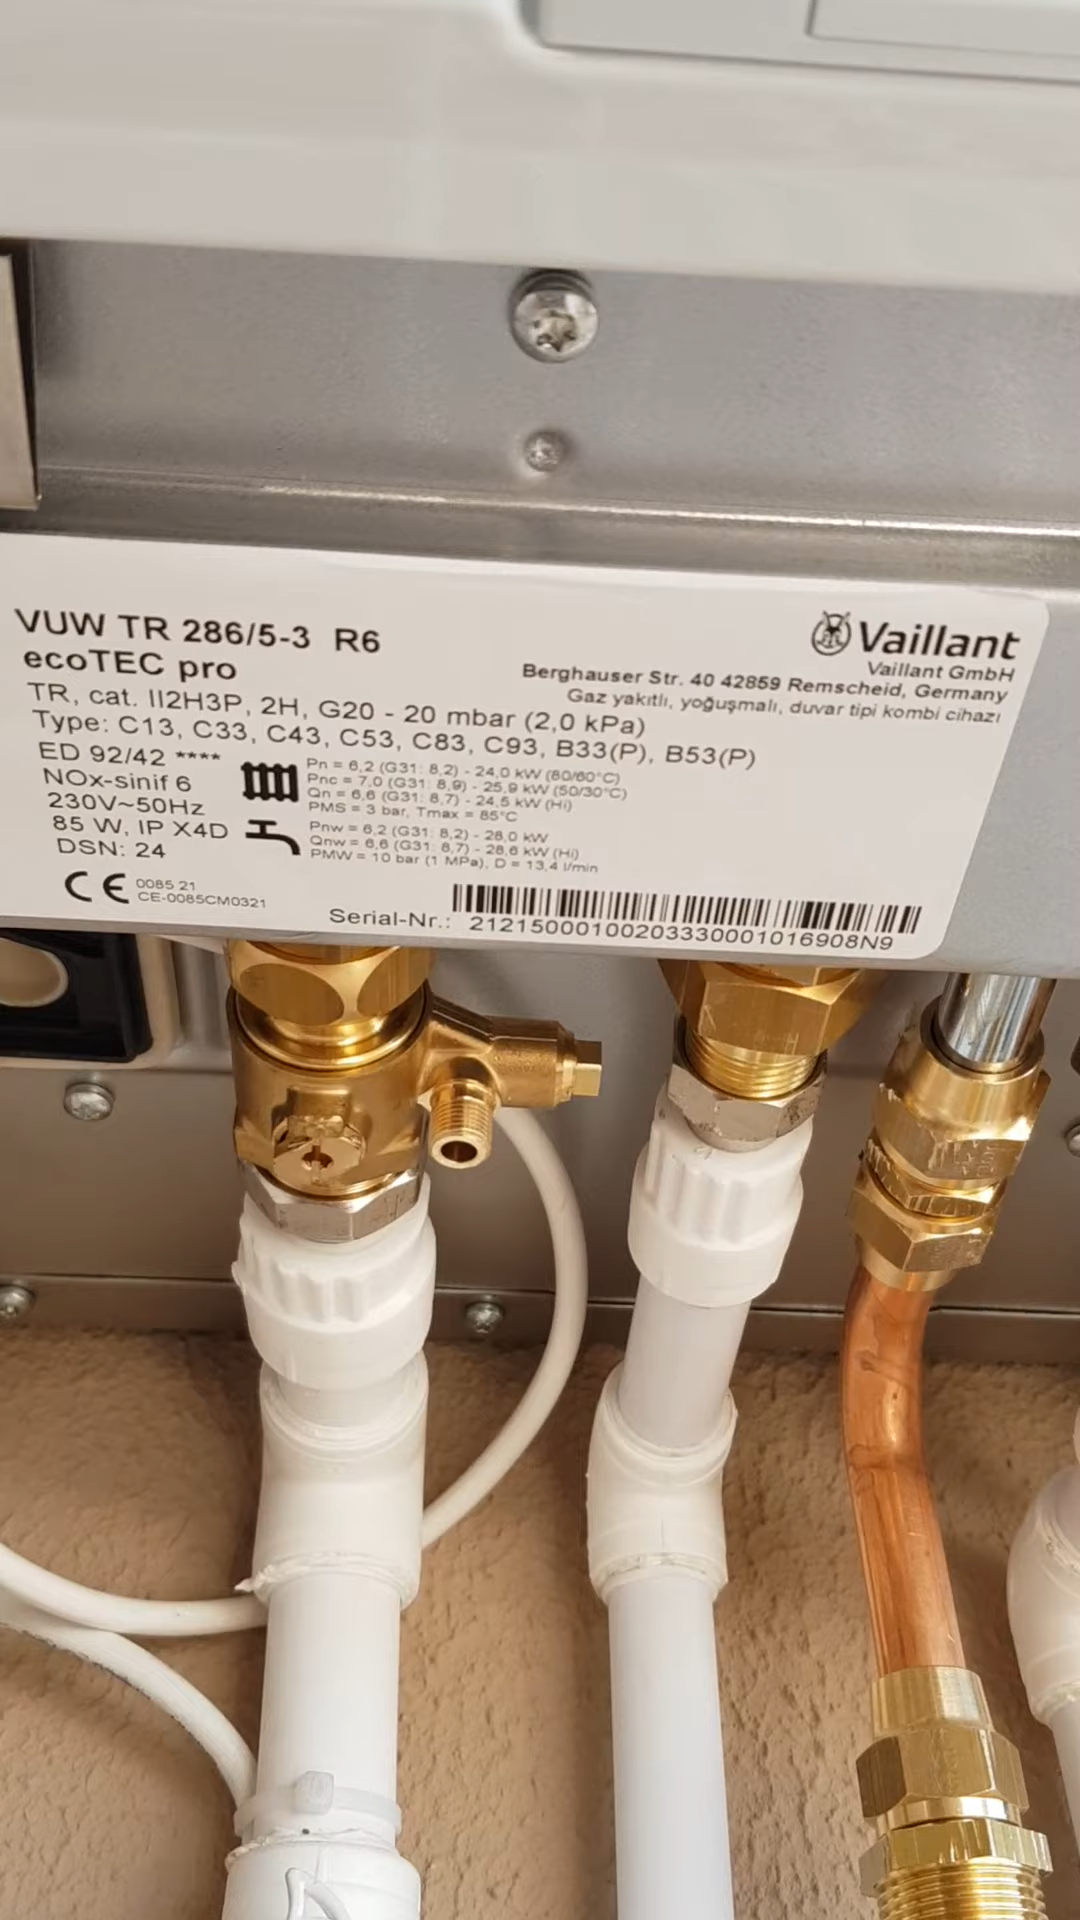 VUW TR 286/5-3 R6
ecoTEC pro
Vaillant
Vaillant GmbH
Berghauser Str. 40 42859 Remscheid, Germany
Gaz yakıtlı, yoğuşmalı, duvar tipi kombi cihazı
TR, cat. II2H3P, 2H, G20 - 20 mbar (2,0 kPa)
Type: C13, C33, C43, C53, C83, C93, B33(P), B53(P)
ED 92/42 ****
NOx-sinif 6
230V~50Hz
85 W, IP X4D
DSN: 24
Pn = 6,2 (G31: 8,2) - 24,0 kW (80/60°C)
Pnc = 7,0 (G31: 8,9) - 25,9 kW (50/30°C)
Qn = 6,6 (G31: 8,7) - 24,5 kW (Hi)
PMS = 3 bar, Tmax = 85°C
Pnw = 6,2 (G31: 8,2) - 28,0 kW
Qnw = 6,6 (G31: 8,7) - 28,6 kW (Hi)
PMW = 10 bar (1 MPa), D = 13,4 l/min
CE 0085 21
CE-0085CM0321
Serial-Nr.: 21215000100203330001016908N9